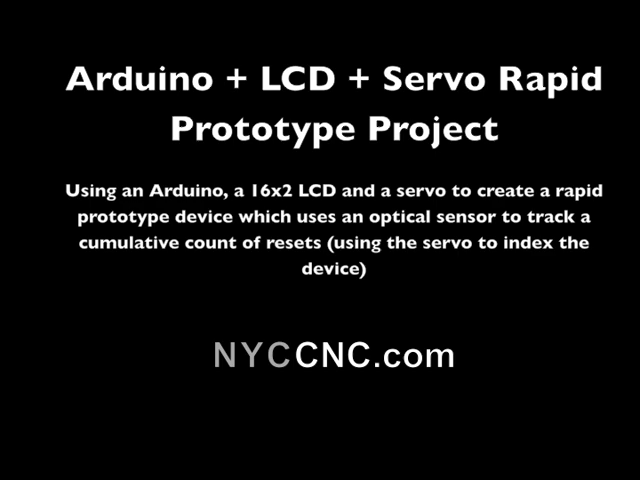 Arduino + LCD + Servo Rapid
Prototype Project
Using an Arduino, a 16x2 LCD and a servo to create a rapid
prototype device which uses an optical sensor to track a
cumulative count of resets (using the servo to index the
device)
NYCCNC.com